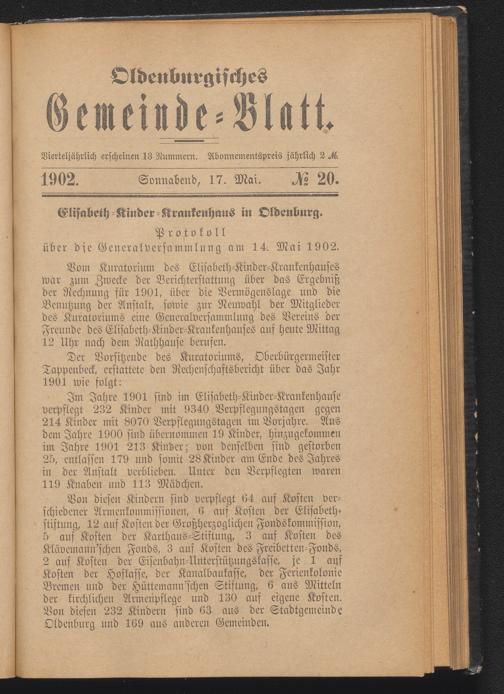 Oldenburgisches
Gemeinde-Blatt.
Vierteljährlich erscheinen 13 Nummern. Abonnementspreis jährlich 2 ℳ.
1902. Sonnabend, 17. Mai. № 20.
Elisabeth-Kinder-Krankenhaus in Oldenburg.
Protokoll
über die Generalversammlung am 14. Mai 1902.
Vom Kuratorium des Elisabeth-Kinder-Krankenhauses
war zum Zwecke der Berichterstattung über das Ergebniß
der Rechnung für 1901, über die Vermögenslage und die
Benutzung der Anstalt, sowie zur Neuwahl der Mitglieder
des Kuratoriums eine Generalversammlung des Vereins der
Freunde des Elisabeth-Kinder-Krankenhauses auf heute Mittag
12 Uhr nach dem Rathhause berufen.
Der Vorsitzende des Kuratoriums, Oberbürgermeister
Tappenbeck, erstattete den Rechenschaftsbericht über das Jahr
1901 wie folgt:
Im Jahre 1901 sind im Elisabeth-Kinder-Krankenhause
verpflegt 232 Kinder mit 9340 Verpflegungstagen gegen
214 Kinder mit 8070 Verpflegungstagen im Vorjahre. Aus
dem Jahre 1900 sind übernommen 19 Kinder, hinzugekommen
im Jahre 1901 213 Kinder; von denselben sind gestorben
25, entlassen 179 und somit 28 Kinder am Ende des Jahres
in der Anstalt verblieben. Unter den Verpflegten waren
119 Knaben und 113 Mädchen.
Von diesen Kindern sind verpflegt 64 auf Kosten ver-
schiedener Armenkommissionen, 6 auf Kosten der Elisabeth-
stiftung, 12 auf Kosten der Großherzoglichen Fondskommission,
5 auf Kosten der Karthaus-Stiftung, 3 auf Kosten des
Klävemann'schen Fonds, 3 auf Kosten des Freibetten-Fonds,
2 auf Kosten der Eisenbahn-Unterstützungskasse, je 1 auf
Kosten der Hofkasse, der Kanalbaukasse, der Ferienkolonie
Bremen und der Hüttemann'schen Stiftung, 6 aus Mitteln
der kirchlichen Armenpflege und 130 auf eigene Kosten.
Von diesen 232 Kindern sind 63 aus der Stadtgemeinde
Oldenburg und 169 aus anderen Gemeinden.